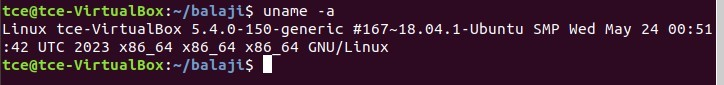 tce@tce-VirtualBox:~/balaji$ uname -a
Linux tce-VirtualBox 5.4.0-150-generic #167~18.04.1-Ubuntu SMP Wed May 24 00:51
:42 UTC 2023 x86_64 x86_64 x86_64 GNU/Linux
tce@tce-VirtualBox:~/balaji$